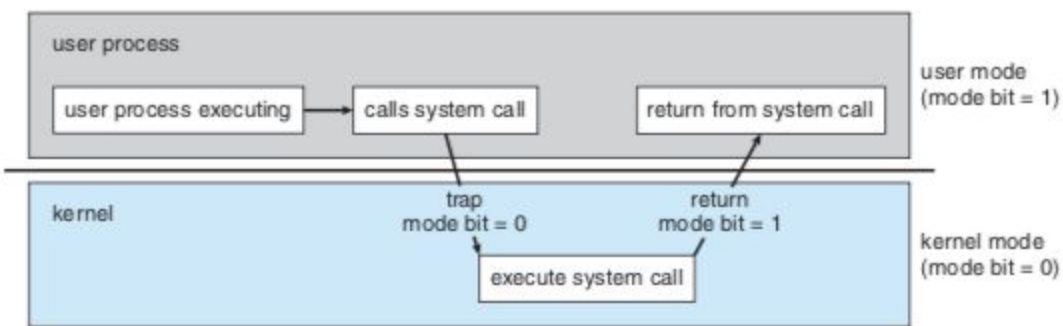 user process
user process executing
calls system call
return from system call
user mode
(mode bit = 1)
kernel
trap
mode bit = 0
return
mode bit = 1
execute system call
kernel mode
(mode bit = 0)